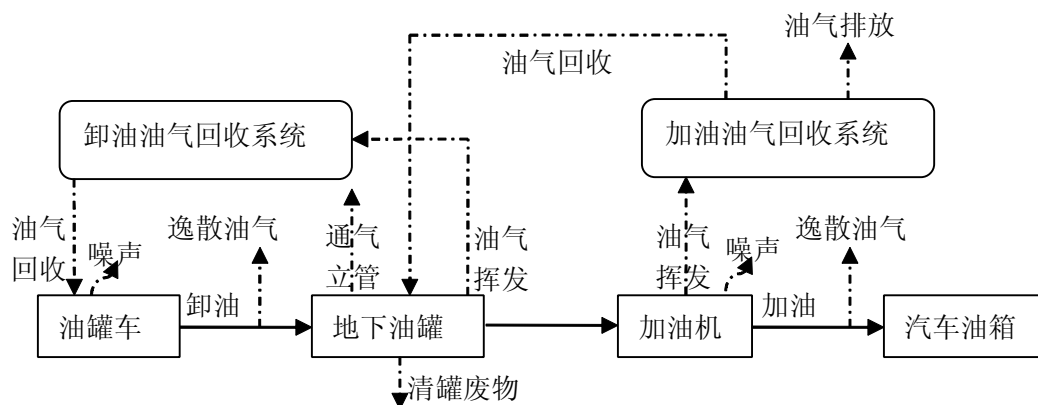 油气排放
油气回收
卸油油气回收系统
加油油气回收系统
油气
回收
噪声
逸散油气
通气
立管
油气
挥发
油气
挥发
噪声
逸散油气
油罐车
卸油
地下油罐
加油机
加油
汽车油箱
清罐废物